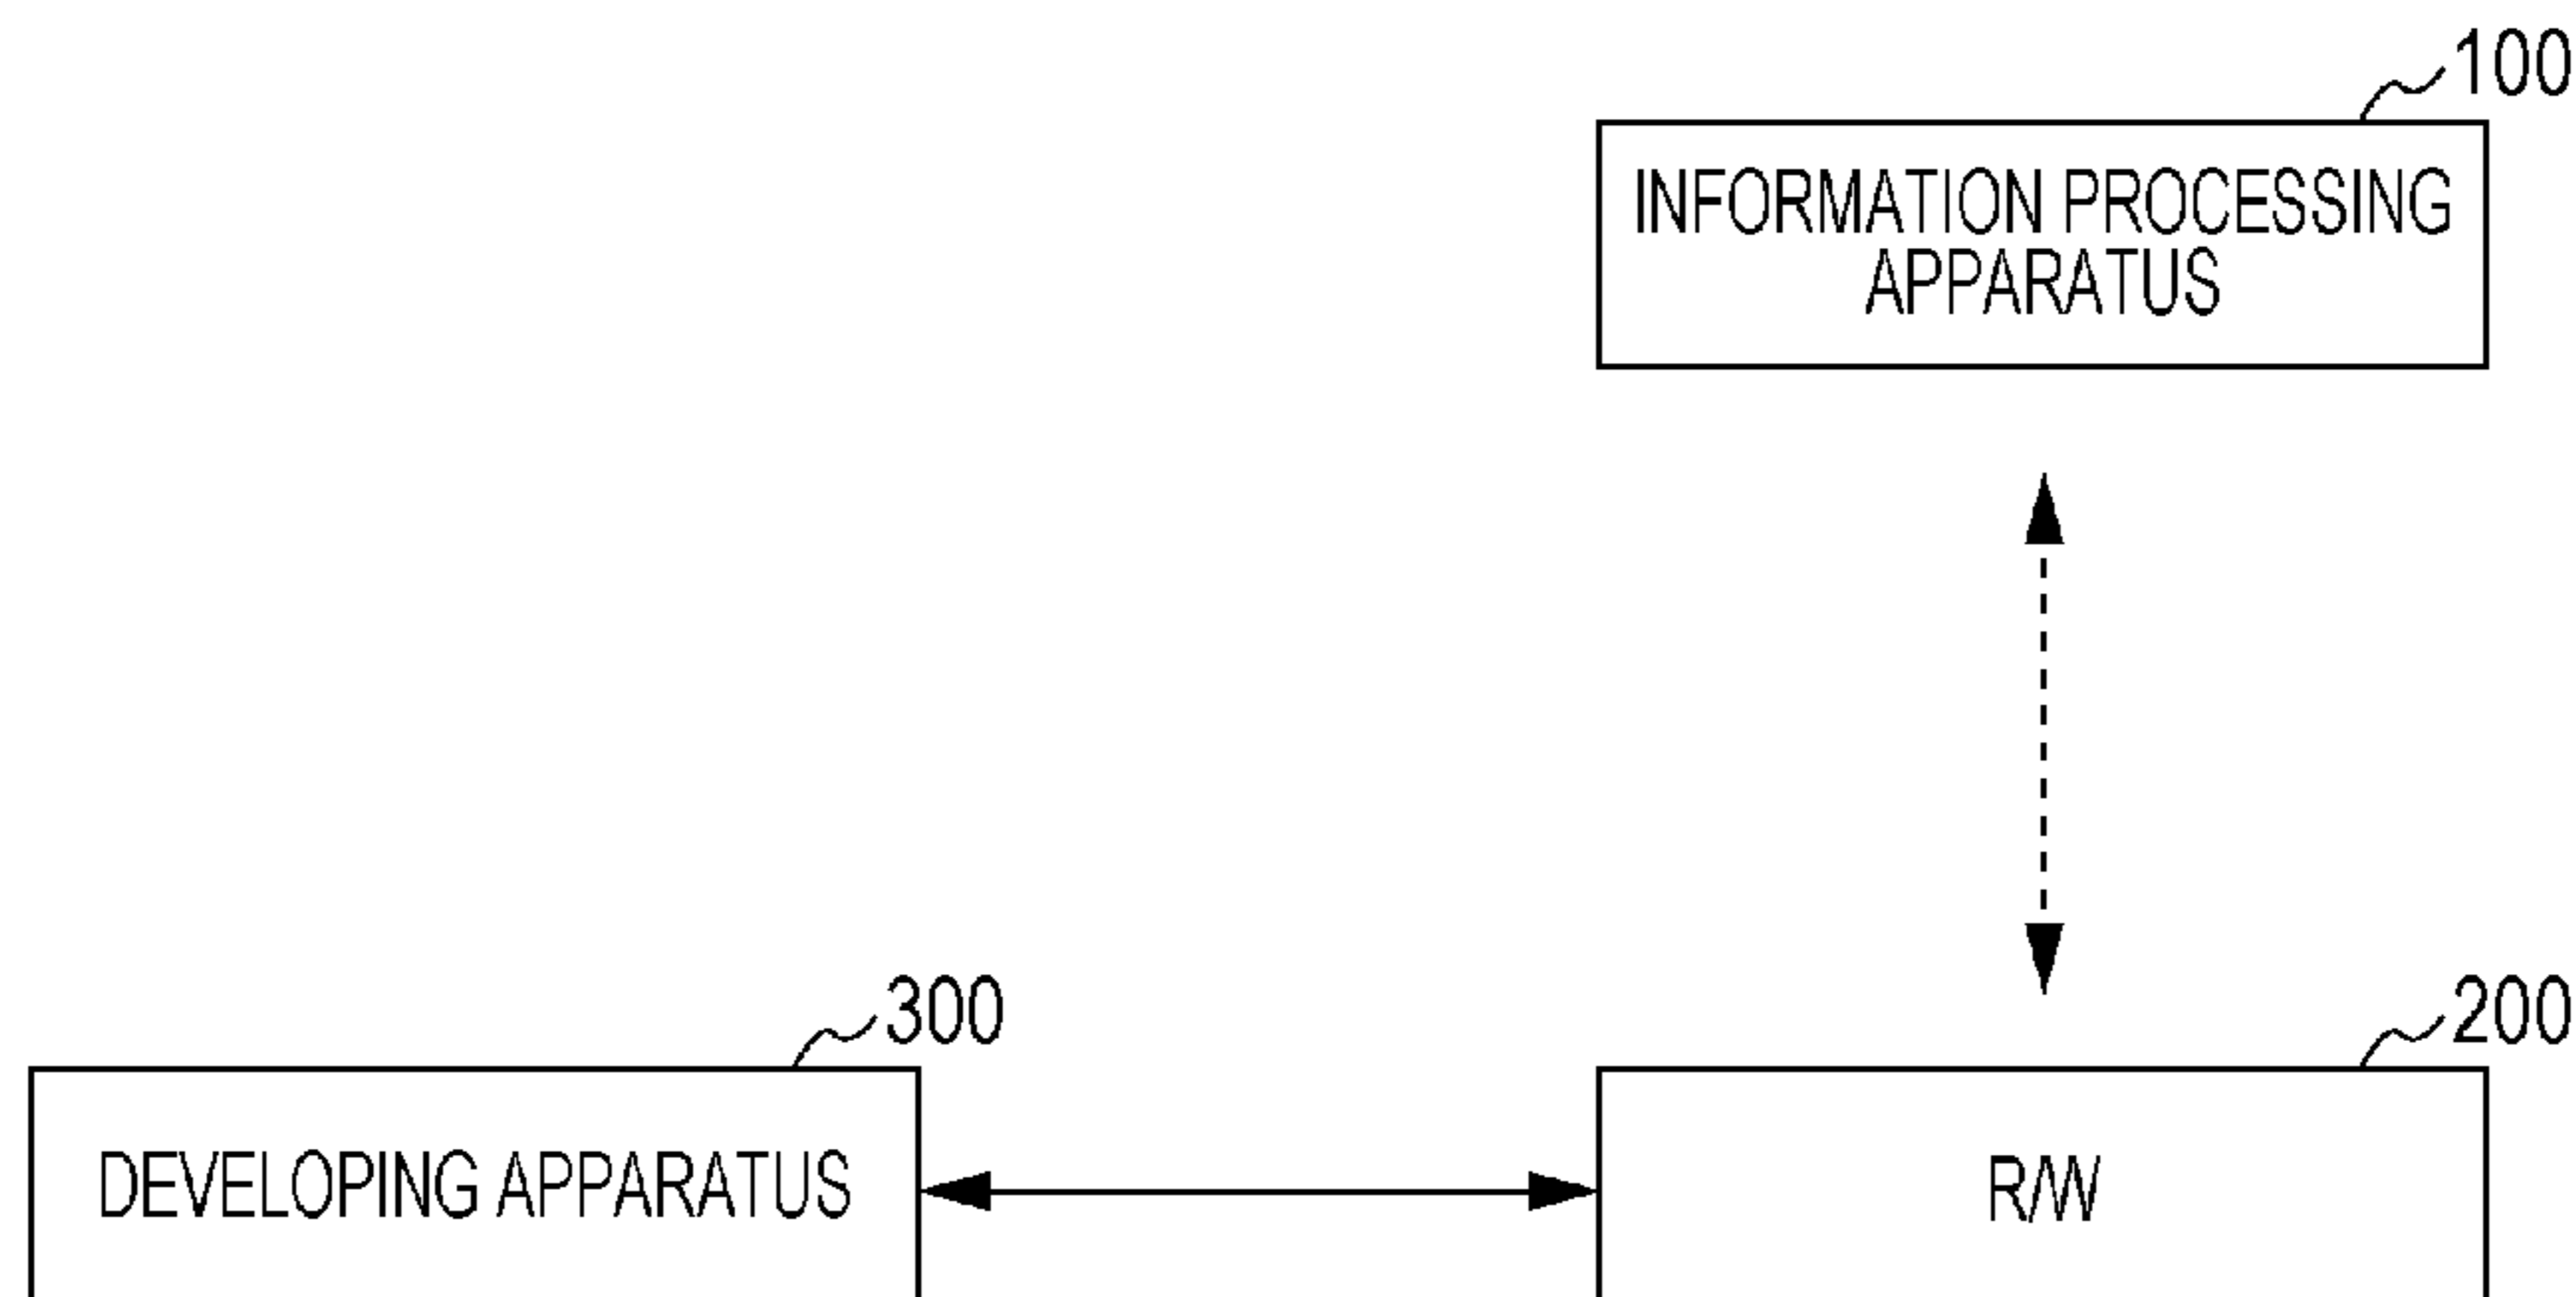 100
INFORMATION PROCESSING
APPARATUS
300
200
DEVELOPING APPARATUS
R/W